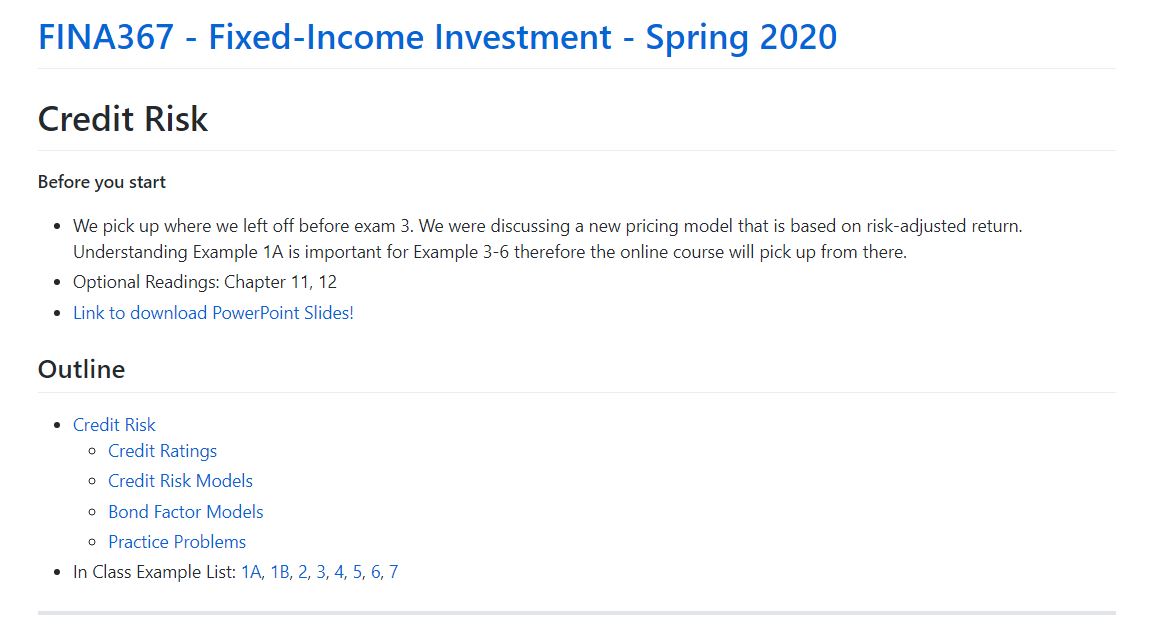 FINA367 - Fixed-Income Investment - Spring 2020
Credit Risk
Before you start
We pick up where we left off before exam 3. We were discussing a new pricing model that is based on risk-adjusted return.
Understanding Example 1A is important for Example 3-6 therefore the online course will pick up from there.
Optional Readings: Chapter 11, 12
Link to download PowerPoint Slides!
Outline
Credit Risk
Credit Ratings
Credit Risk Models
Bond Factor Models
Practice Problems
In Class Example List: 1A, 1B, 2, 3, 4, 5, 6, 7